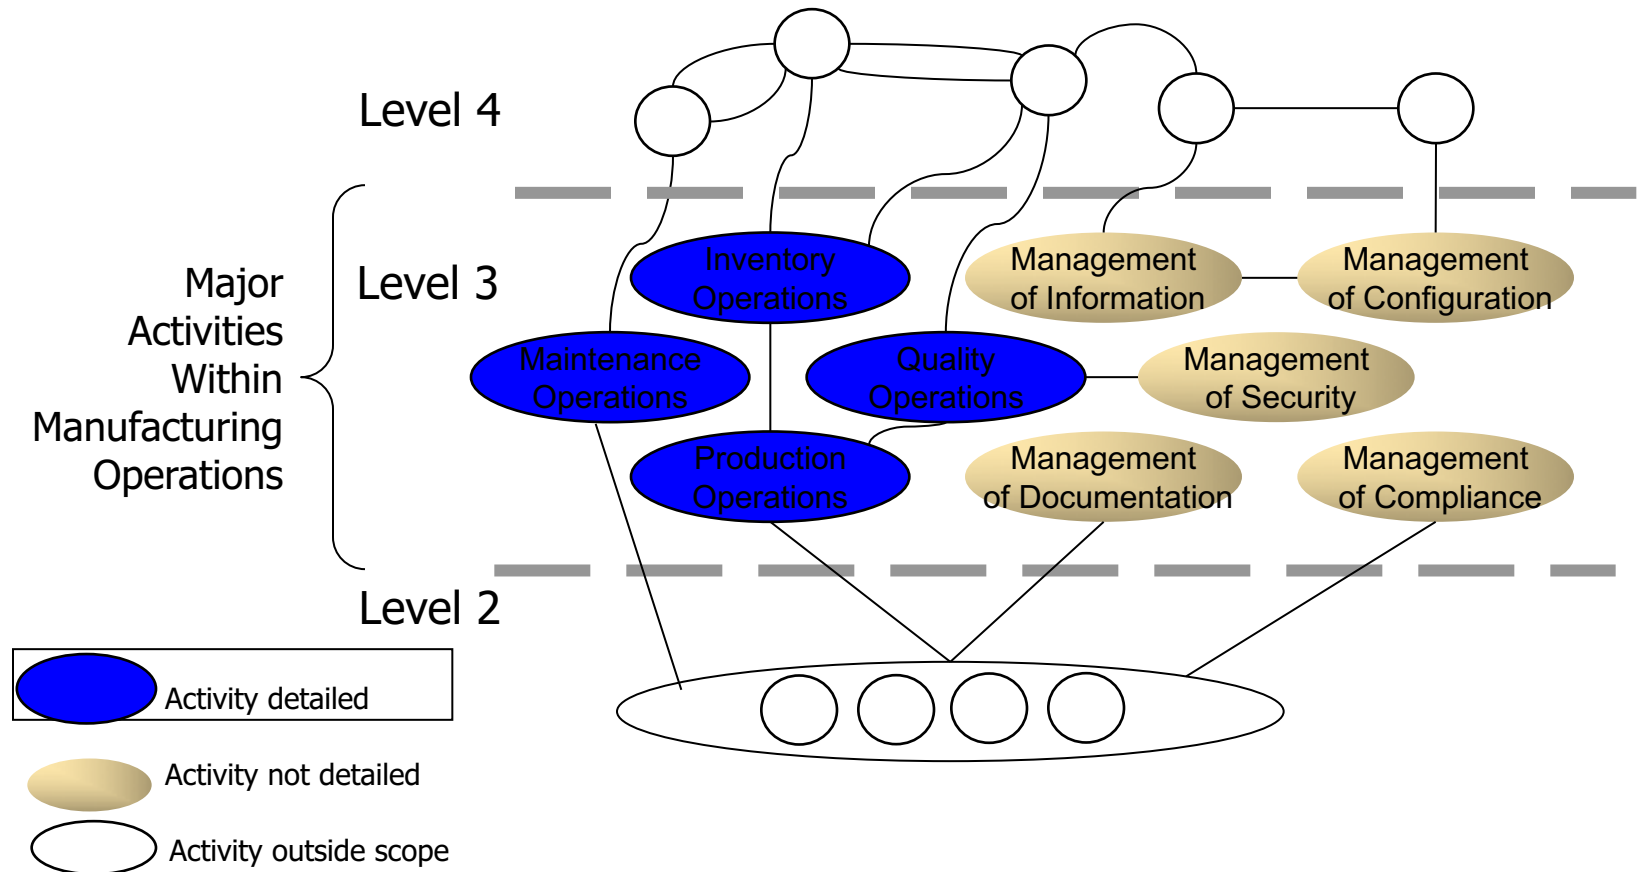 Level 4
Major
Activities
Within
Manufacturing
Operations
Level 3
Inventory
Operations
Management
of Information
Management
of Configuration
Maintenance
Operations
Quality
Operations
Management
of Security
Production
Operations
Management
of Documentation
Management
of Compliance
Level 2
Activity detailed
Activity not detailed
Activity outside scope